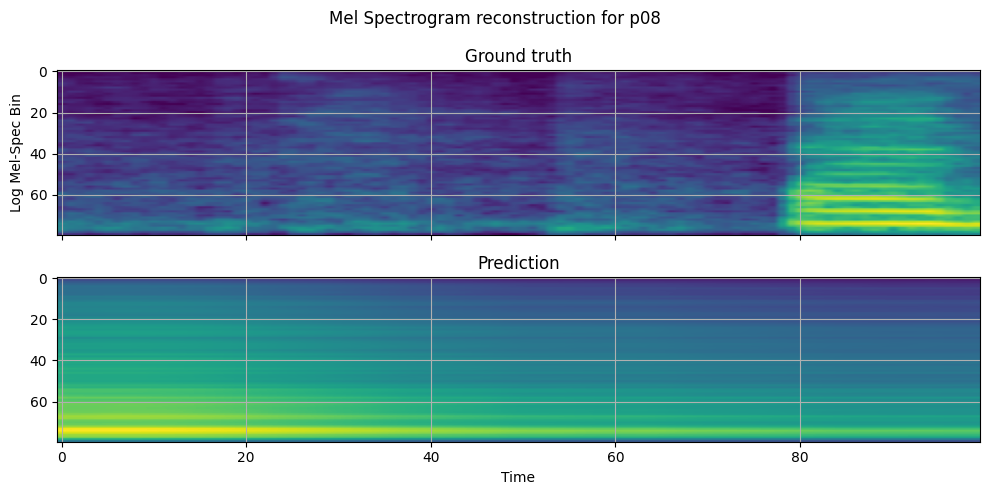 Mel Spectrogram reconstruction for p08
Ground truth
0
20
40
60
Log Mel-Spec Bin
Prediction
0
20
40
60
0 20 40 60 80
Time